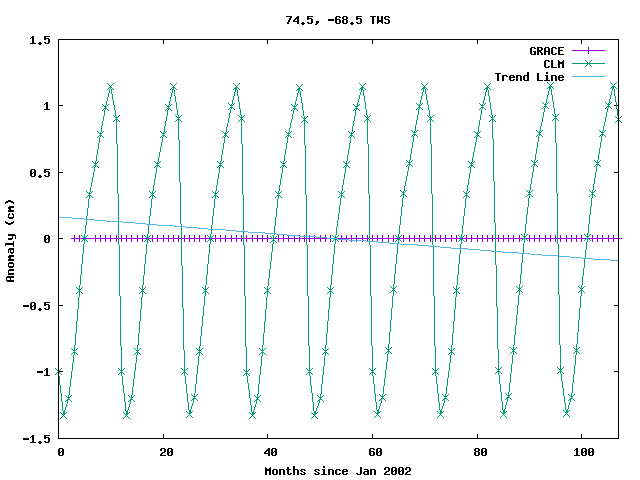 74.5, -68.5 TWS
GRACE
CLM
Trend Line
1.5
1
0.5
0
-0.5
-1
-1.5
Anomaly (cm)
0 20 40 60 80 100
Months since Jan 2002